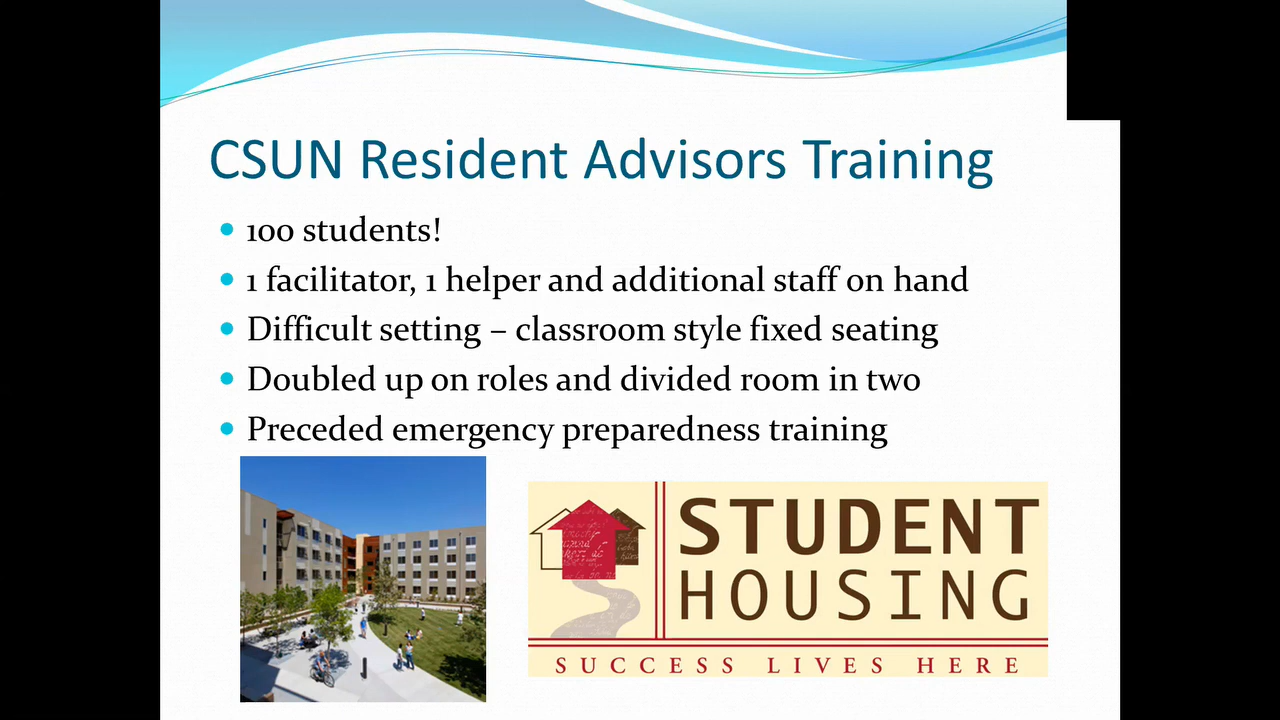 CSUN Resident Advisors Training
• 100 students!
• 1 facilitator, 1 helper and additional staff on hand
• Difficult setting – classroom style fixed seating
• Doubled up on roles and divided room in two
• Preceded emergency preparedness training
STUDENT
HOUSING
SUCCESS LIVES HERE